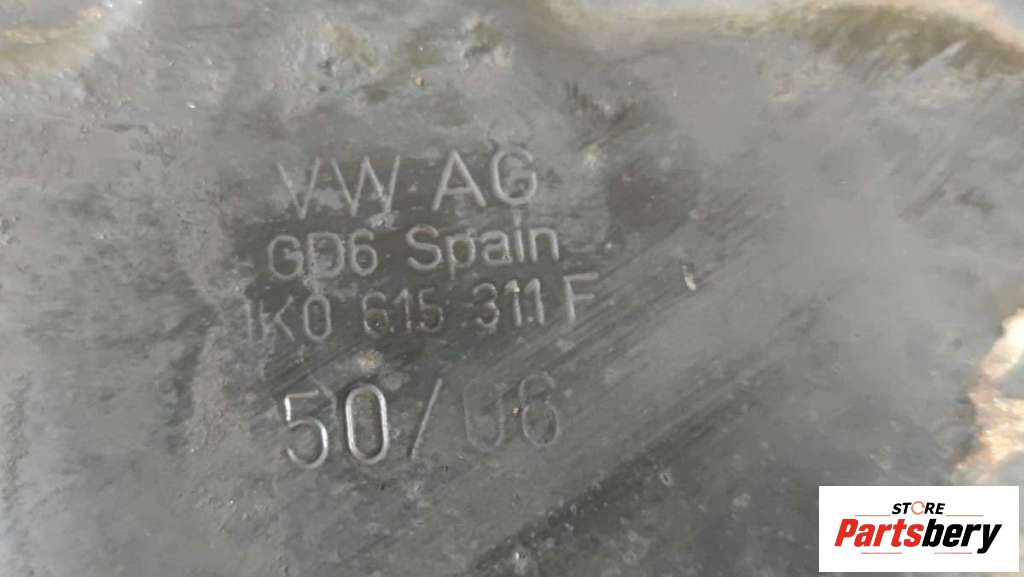 VW AG
GD6 Spain
1K0 615 311 F
50/06
STORE
Partsbery